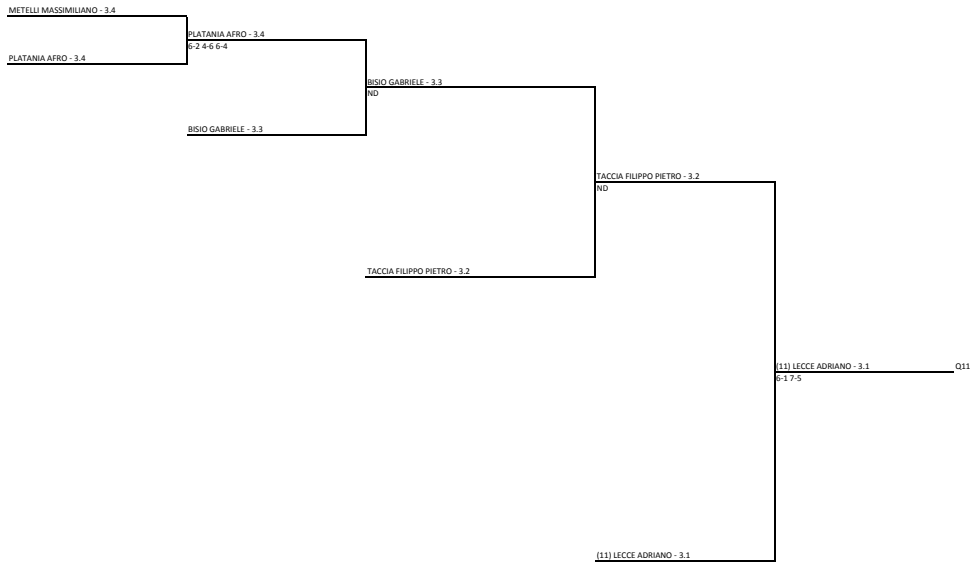 METELLI MASSIMILIANO - 3.4
PLATANIA AFRO - 3.4
6-2 4-6 6-4
PLATANIA AFRO - 3.4
BISIO GABRIELE - 3.3
ND
BISIO GABRIELE - 3.3
TACCIA FILIPPO PIETRO - 3.2
ND
TACCIA FILIPPO PIETRO - 3.2
(11) LECCE ADRIANO - 3.1
Q11
6-1 7-5
(11) LECCE ADRIANO - 3.1